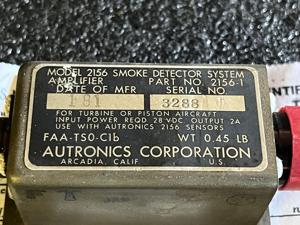 MODEL 2156 SMOKE DETECTOR SYSTEM
AMPLIFIER PART NO. 2156-1
DATE OF MFR SERIAL NO.
1 81 3288
FOR TURBINE OR PISTON AIRCRAFT
INPUT POWER REQD 28 VDC. OUTPUT .2A
USE WITH AUTRONICS 2156 SENSORS
FAA-TSO-C1b WT 0.45 LB
AUTRONICS CORPORATION
ARCADIA, CALIF. U.S.